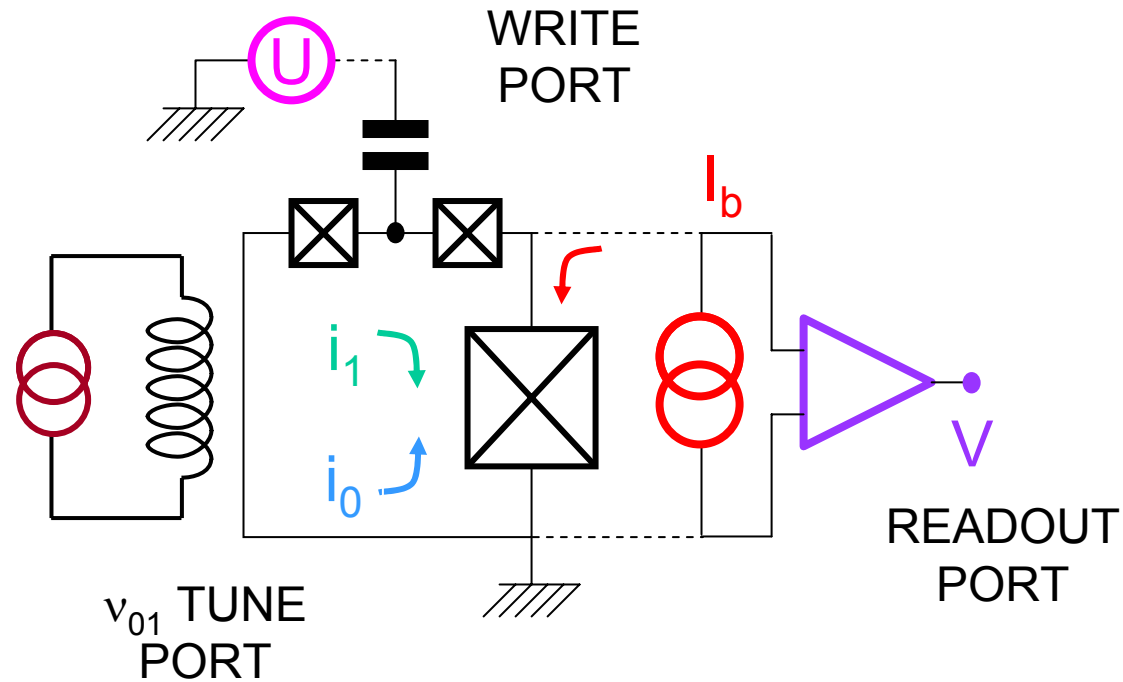 U
WRITE
PORT
I_b
i_1
i_0
V
READOUT
PORT
ν_01 TUNE
PORT